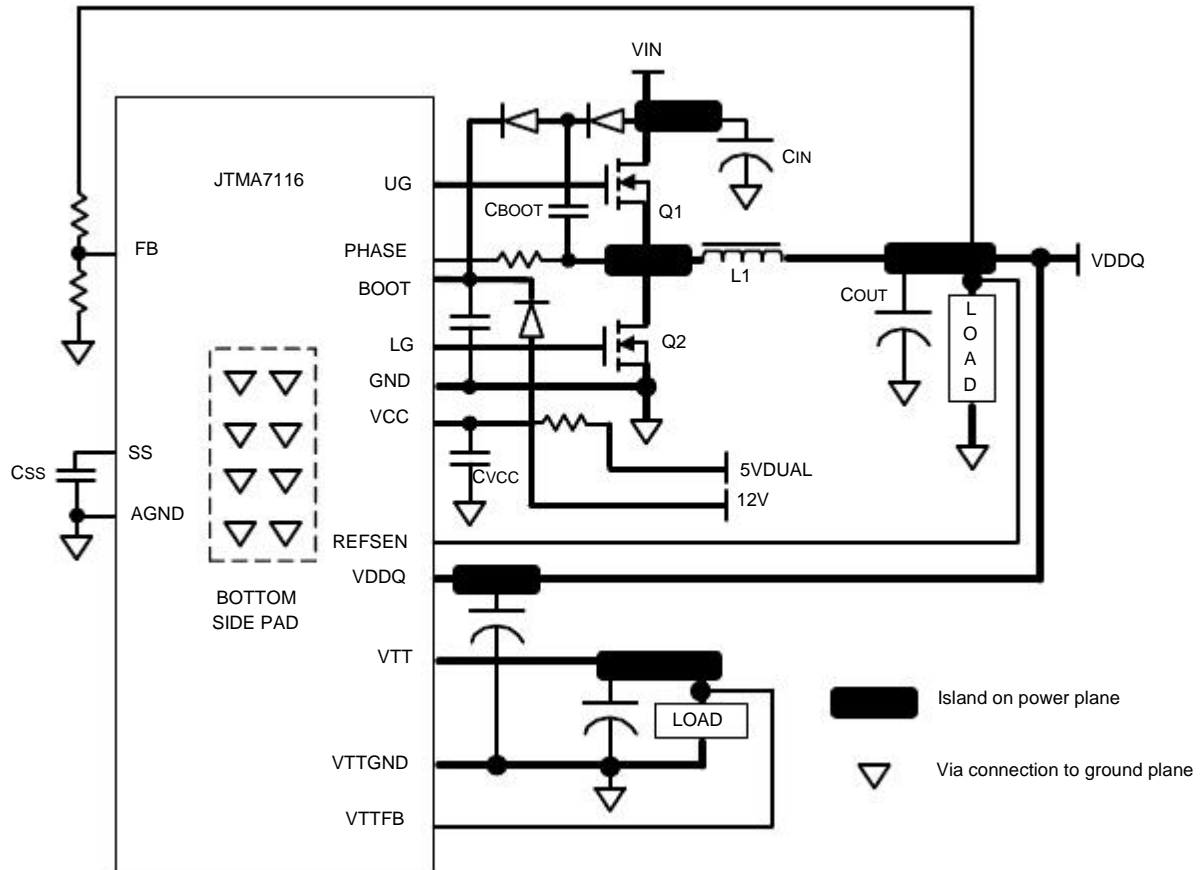 VIN
JTMA7116
UG
CBOOT
Q1
CIN
FB
PHASE
BOOT
L1
VDDQ
COUT
LOAD
LG
Q2
GND
VCC
SS
CSS
CVCC
5VDUAL
12V
AGND
REFSEN
VDDQ
BOTTOM
SIDE PAD
VTT
LOAD
Island on power plane
VTTGND
Via connection to ground plane
VTTFB